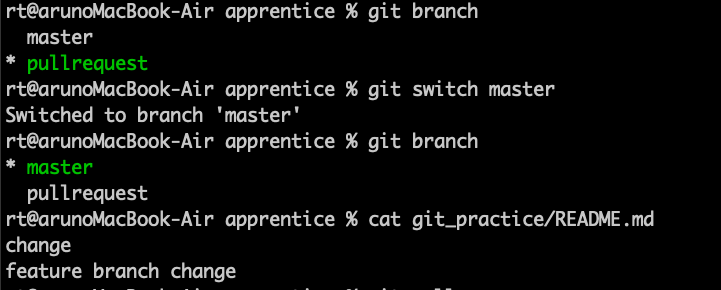 rt@arunoMacBook-Air apprentice % git branch
  master
* pullrequest
rt@arunoMacBook-Air apprentice % git switch master
Switched to branch 'master'
rt@arunoMacBook-Air apprentice % git branch
* master
  pullrequest
rt@arunoMacBook-Air apprentice % cat git_practice/README.md
change
feature branch change